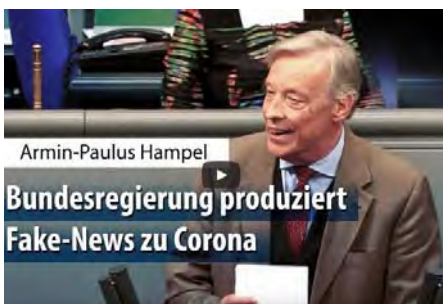 Armin-Paulus Hampel
Bundesregierung produziert
Fake-News zu Corona